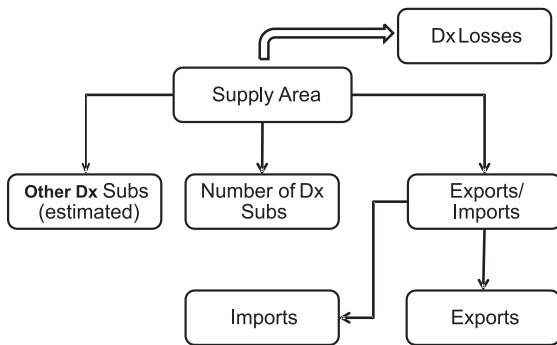 Dx Losses
Supply Area
Other Dx Subs
(estimated)
Number of Dx
Subs
Exports/
Imports
Imports
Exports